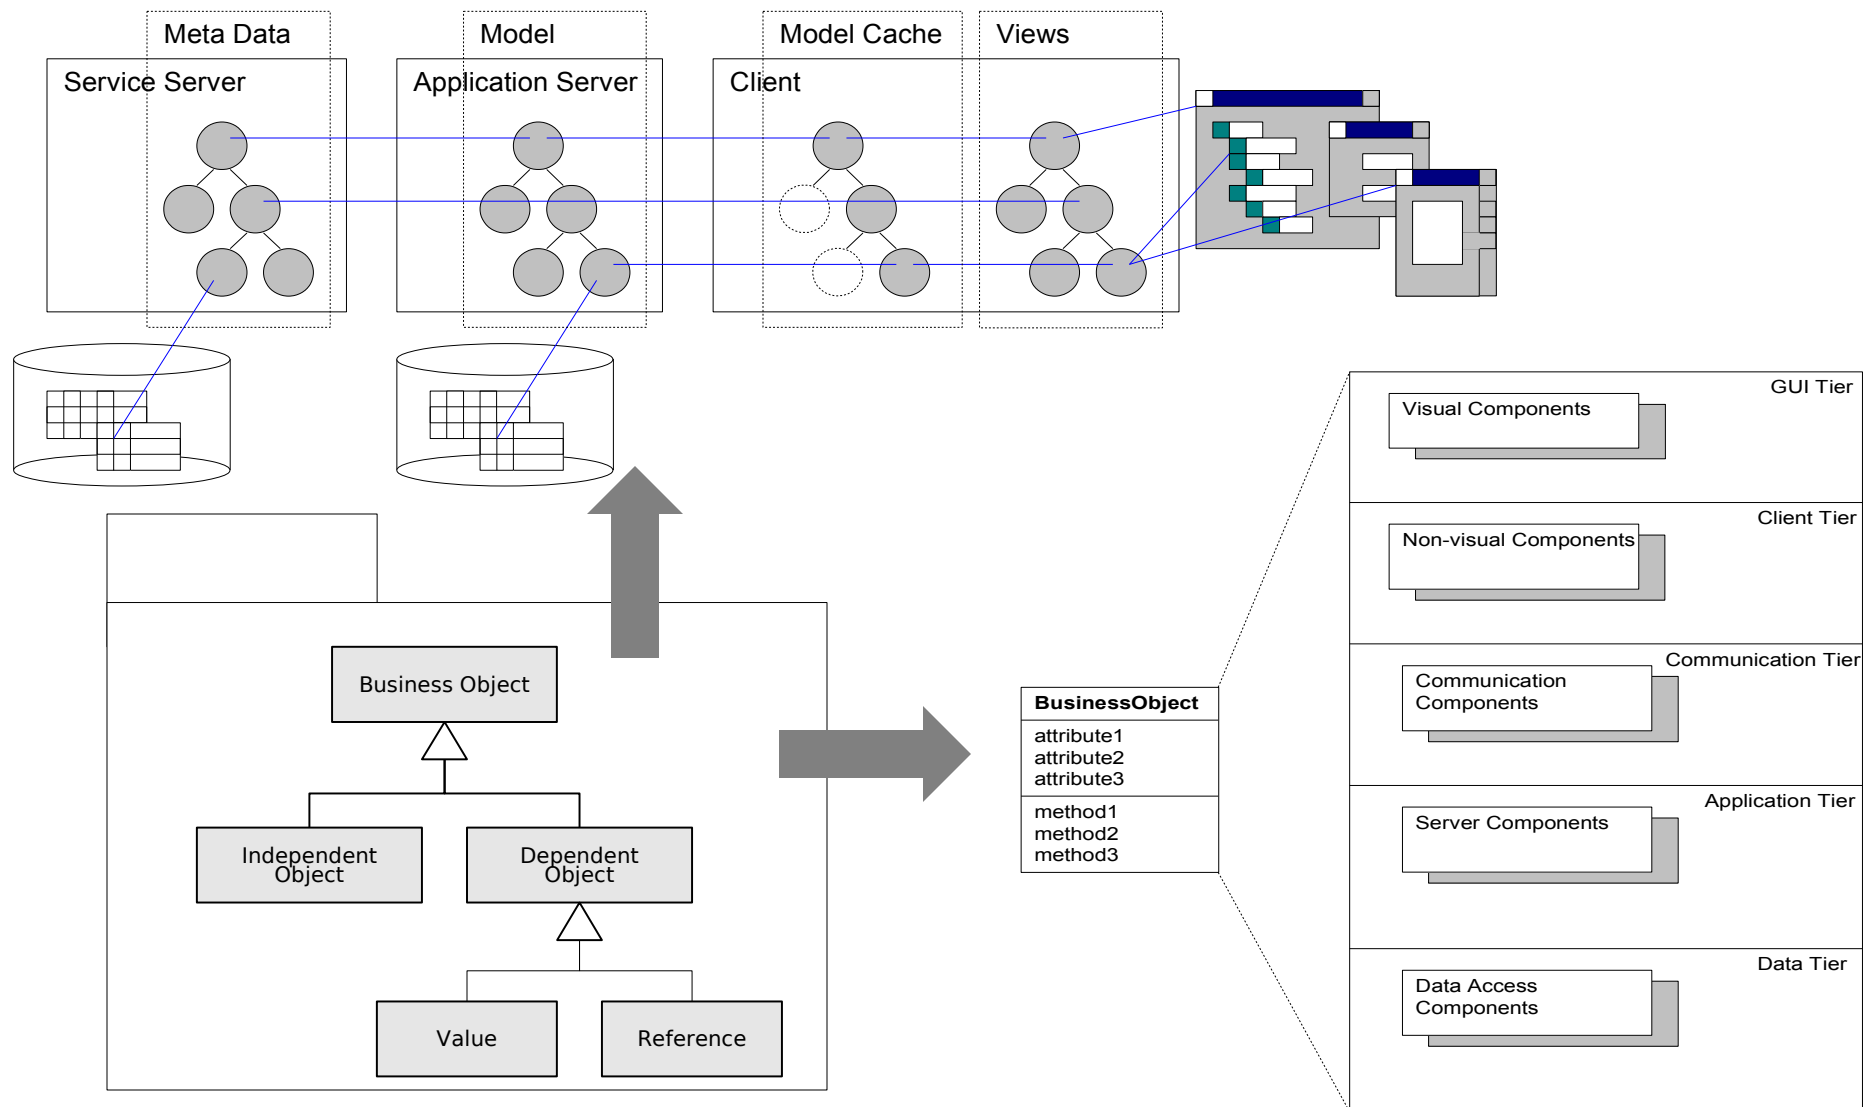 Meta Data
Model
Model Cache
Views
Service Server
Application Server
Client
GUI Tier
Visual Components
Client Tier
Non-visual Components
Communication Tier
Communication
Components
Application Tier
Server Components
Data Tier
Data Access
Components
Business Object
Independent
Object
Dependent
Object
Value
Reference
BusinessObject
attribute1
attribute2
attribute3
method1
method2
method3